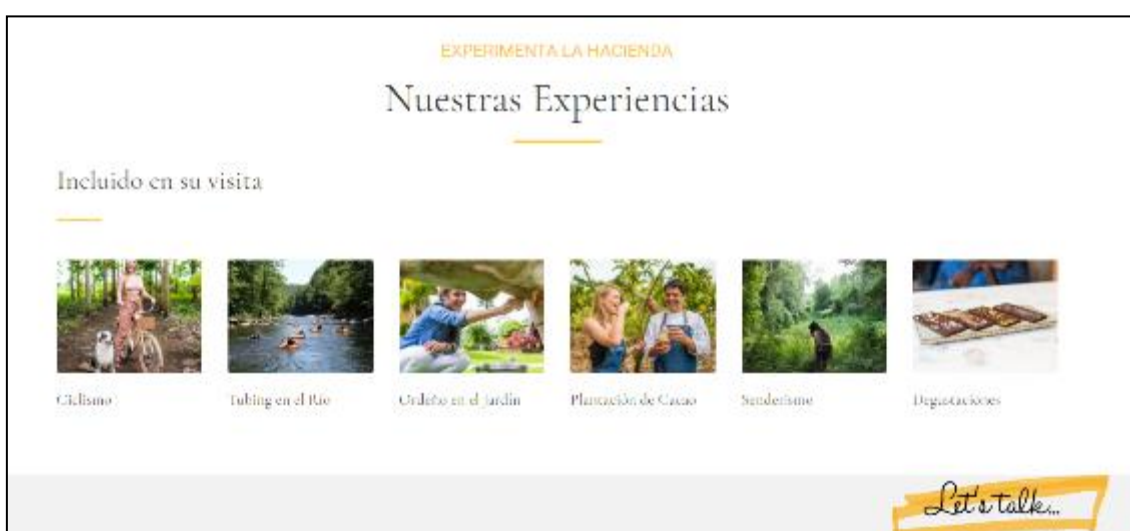 EXPERIMENTA LA HACIENDA
Nuestras Experiencias
Incluido en su visita
Ciclismo
Tubing en el Río
Ordeño en el Jardín
Plantación de Cacao
Senderismo
Degustaciones
Let's talk...